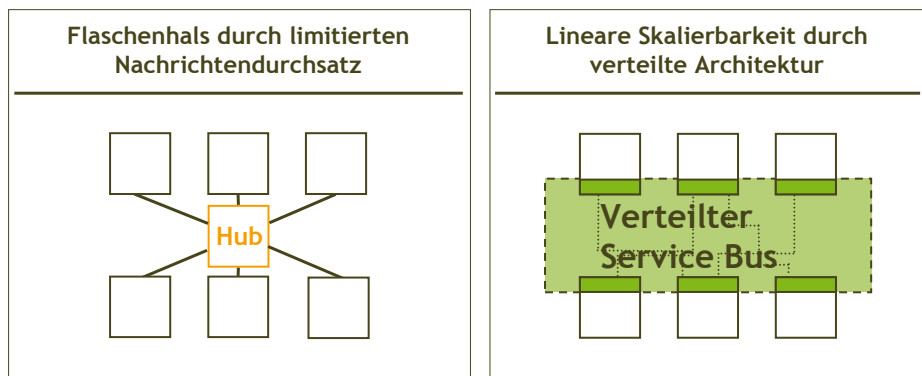 Flaschenhals durch limitierten
Nachrichtendurchsatz
Hub
Lineare Skalierbarkeit durch
verteilte Architektur
Verteilter
Service Bus